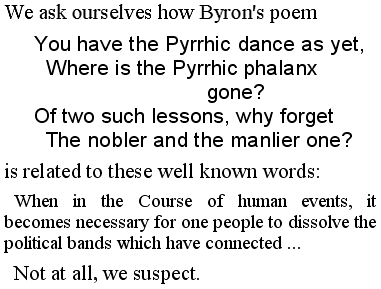 We ask ourselves how Byron's poem
You have the Pyrrhic dance as yet,
Where is the Pyrrhic phalanx
gone?
Of two such lessons, why forget
The nobler and the manlier one?
is related to these well known words:
When in the Course of human events, it
becomes necessary for one people to dissolve the
political bands which have connected ...
Not at all, we suspect.